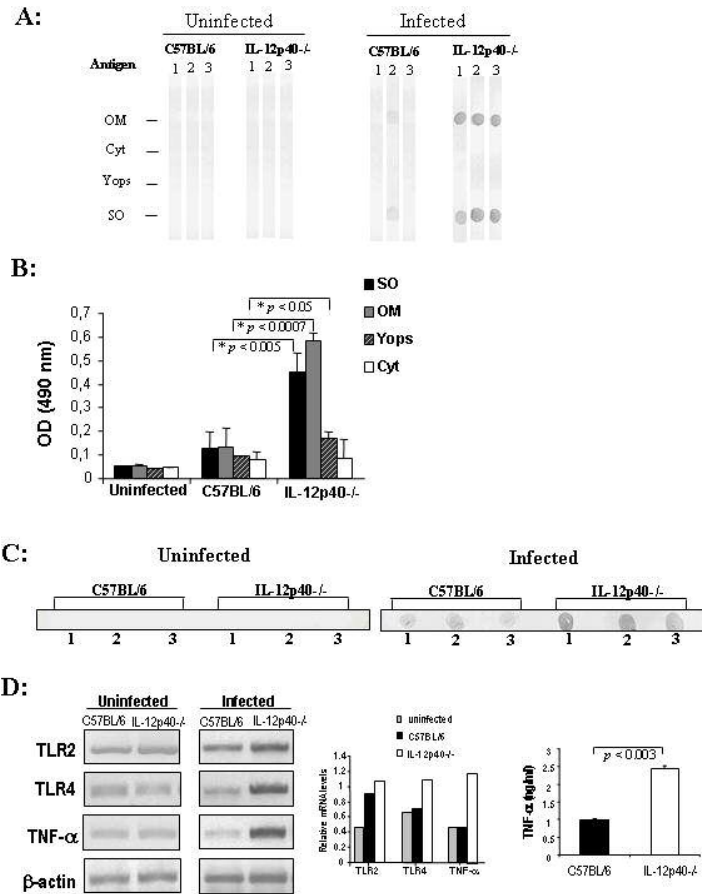 A:
Uninfected
Infected
C57BL/6 IL-12p40-/-
C57BL/6 IL-12p40-/-
Antigen
1 2 3 1 2 3
1 2 3 1 2 3
OM
Cyt
Yops
SO
B:
SO
OM
Yops
Cyt
* p < 0.05
* p < 0.0007
* p < 0.005
OD (490 nm)
0,7
0,6
0,5
0,4
0,3
0,2
0,1
0
Uninfected C57BL/6 IL-12p40-/-
C:
Uninfected
Infected
C57BL/6 IL-12p40-/-
C57BL/6 IL-12p40-/-
1 2 3 1 2 3
1 2 3 1 2 3
D:
Uninfected Infected
C57BL/6 IL-12p40-/- C57BL/6 IL-12p40-/-
TLR2
TLR4
TNF-α
β-actin
uninfected
C57BL/6
IL-12p40-/-
Relative mRNA levels
1.4
1.2
1
0.8
0.6
0.4
0.2
0
TLR2 TLR4 TNF-α
p < 0.003
TNF-α (ng/ml)
3
2.5
2
1.5
1
0.5
0
C57BL/6 IL-12p40-/-